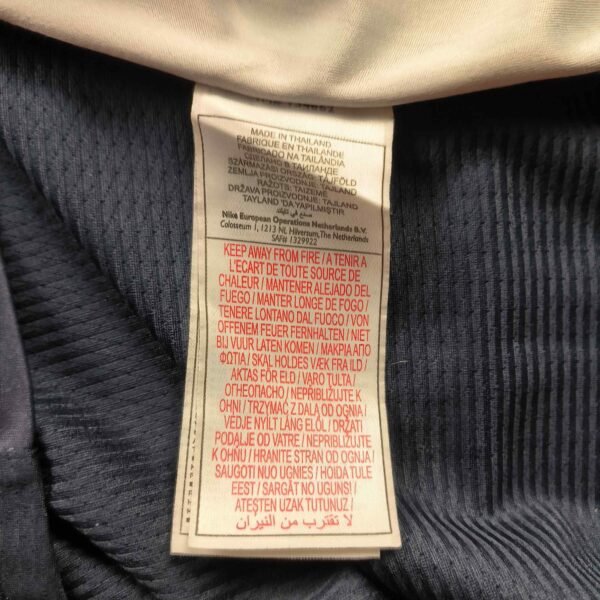 MADE IN THAILAND
FABRIQUE EN THAILANDE
FABRICADO NA TAILÂNDIA
СДЕЛАНО В ТАИЛАНДЕ
SZÁRMAZÁSI ORSZÁG: TÁJFÖLD
ZEMLJA PROIZVODNJE: TAJLAND
RAŽOTS: TAIZEME
DRŽAVA PROIZVODNJE: TAJLAND
TAYLAND 'DA YAPILMIŞTIR
صنع في تايلند
Nike European Operations Netherlands B.V.
Colosseum 1, 1213 NL Hilversum, The Netherlands
SAF# 1329922
KEEP AWAY FROM FIRE / A TENIR A
L'ECART DE TOUTE SOURCE DE
CHALEUR / MANTENER ALEJADO DEL
FUEGO / MANTER LONGE DE FOGO /
TENERE LONTANO DAL FUOCO / VON
OFFENEM FEUER FERNHALTEN / NIET
BIJ VUUR LATEN KOMEN / ΜΑΚΡΙΑ ΑΠΟ
ΦΩΤΙΑ / SKAL HOLDES VÆK FRA ILD /
AKTAS FÖR ELD / VARO TULTA /
ОГНЕОПАСНО / NEPŘIBLIŽUJTE K
OHNI / TRZYMAĆ Z DALA OD OGNIA /
VEDJE NYÍLT LÁNG ELŐL / DRŽATI
PODALJE OD VATRE / NEPRIBLIŽUJTE
K OHŇU / HRANITE STRAN OD OGNJA /
SAUGOTI NUO UGNIES / HOIDA TULE
EEST / SARGĀT NO UGUNS! /
ATEŞTEN UZAK TUTUNUZ /
لا تقترب من النيران